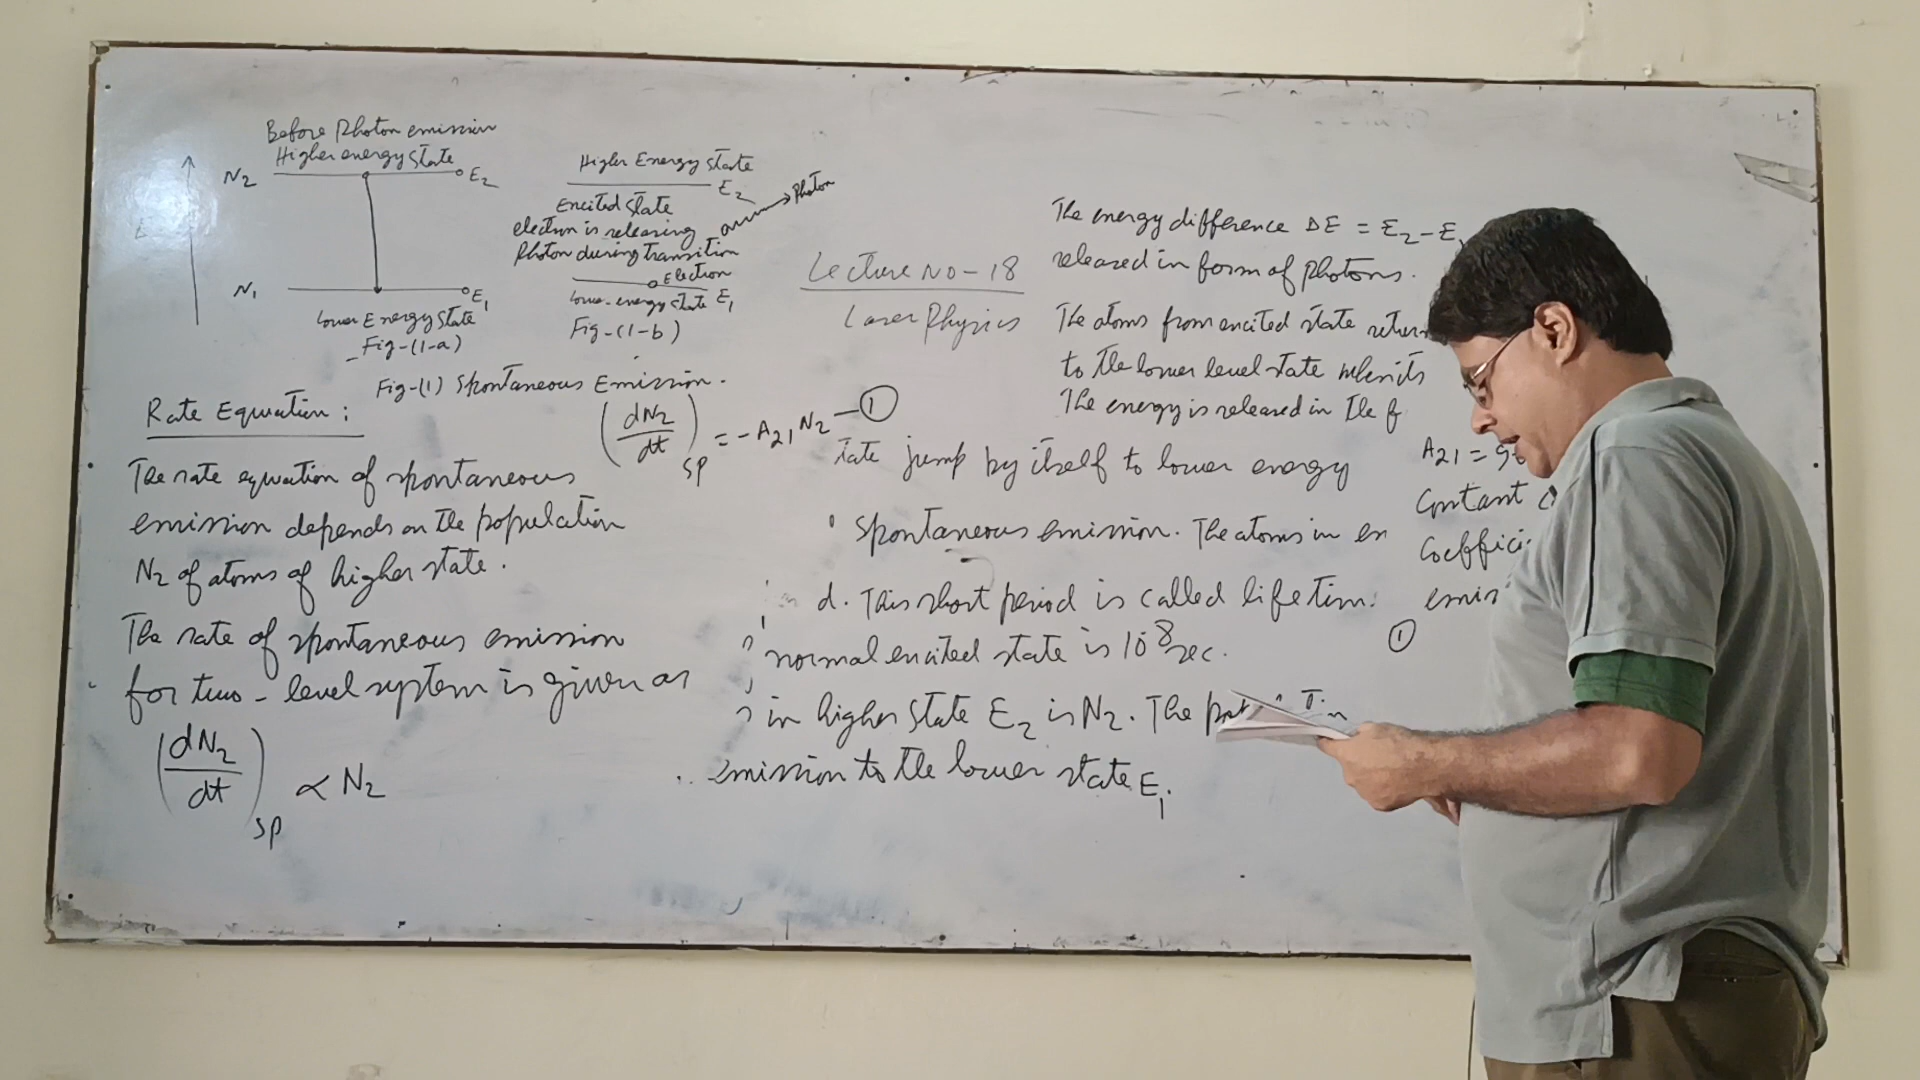 Before Photon emission
Higher energy state
N2
E2
E
N1
E1
Lower Energy state
Fig-(1-a)
Higher Energy state
E2
Photon
Excited state
electron is releasing
Photon during transition
Electron
Lower-energy state E1
Fig-(1-b)
Fig-(1) Spontaneous Emission.
Lecture No-18
Laser Physics
Rate Equation:
The rate equation of spontaneous
emission depends on the population
N2 of atoms of higher state.
The rate of spontaneous emission
for two-level system is given as
(dN2/dt)sp ∝ N2
(dN2/dt)sp = -A21 N2 —①
The energy difference ΔE = E2-E1
released in form of photons.
The atoms from excited state return
to the lower level state
The energy is released in the f
tate jump by itself to lower energy
spontaneous emission. The atoms in ex
d. This short period is called life tim
normal excited state is 10^8 sec.
in higher state E2 is N2. The
emission to the lower state E1.
A21 =
Constant
Coeffici
emis
①